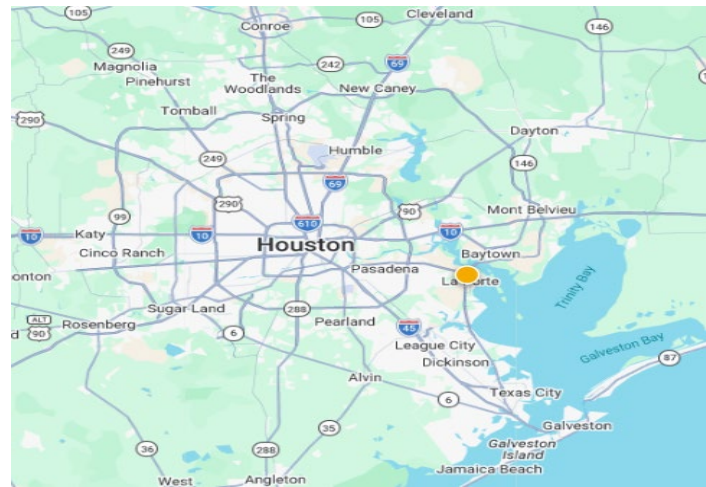 Cleveland
105
105
146
Conroe
249
242
69
Magnolia
The
Woodlands
Pinehurst
New Caney
290
Tomball
Spring
Dayton
249
Humble
146
69
290
90
99
610
Mont Belvieu
Katy
10
10
10
Houston
Cinco Ranch
Baytown
Pasadena
Trinity Bay
onton
La orte
Sugar Land
288
ALT
90
Rosenberg
Pearland
6
45
Galveston Bay
League City
87
Dickinson
Alvin
Texas City
6
35
Galveston
36
288
Galveston
Island
West
Angleton
Jamaica Beach